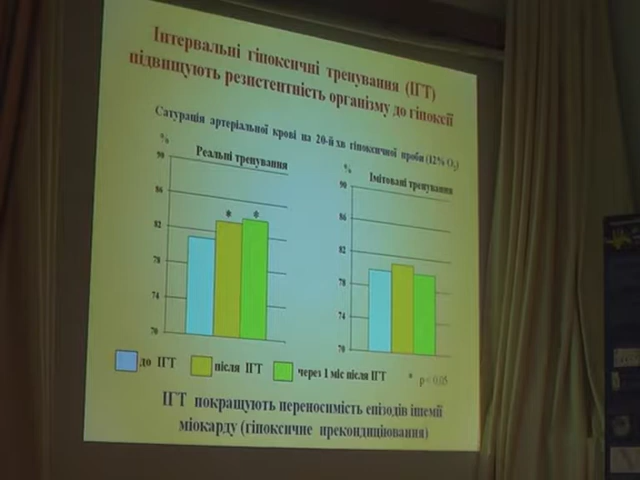 Інтервальні гіпоксичні тренування (ІГТ)
підвищують резистентність організму до гіпоксії
Сатурація артеріальної крові на 20-й хв гіпоксичної проби (12% O₂)
%
Реальні тренування
90
86
82
78
74
70
* *
%
Імітовані тренування
90
86
82
78
74
70
до ІГТ
після ІГТ
через 1 міс після ІГТ
* p < 0,05
ІГТ покращують переносимість епізодів ішемії
міокарду (гіпоксичне прекондиціювання)